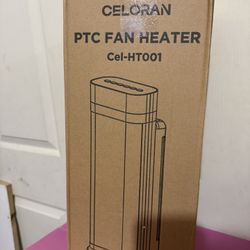 CELORAN
PTC FAN HEATER
Cel-HT001